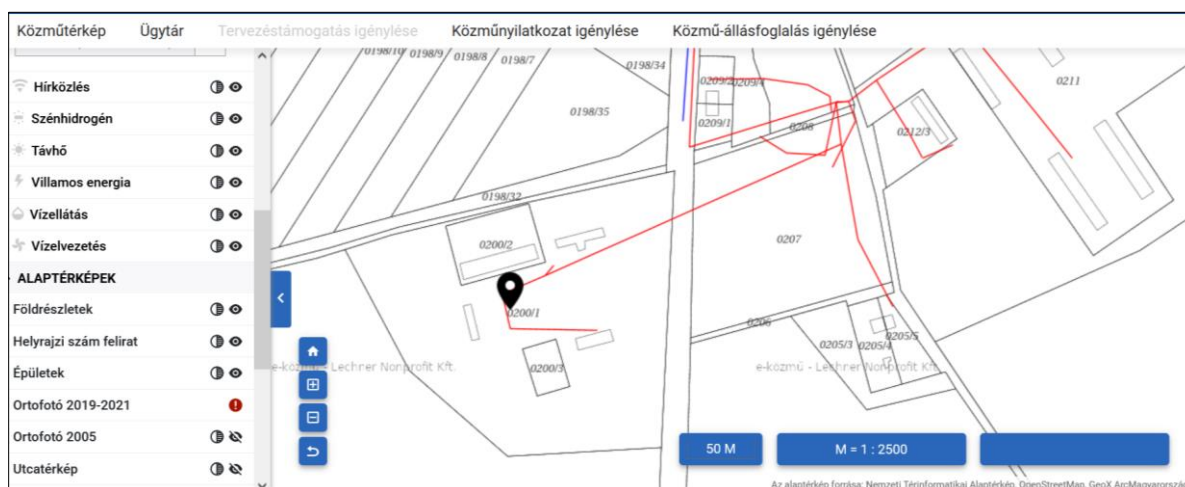 Közműtérkép Ügytár Tervezéstámogatás igénylése Közműnyilatkozat igénylése Közmű-állásfoglalás igénylése
Hírközlés
Szénhidrogén
Távhő
Villamos energia
Vízellátás
Vízelvezetés
ALAPTÉRKÉPEK
Földrészletek
Helyrajzi szám felirat
Épületek
Ortofotó 2019-2021
Ortofotó 2005
Utcatérkép
0198/10 0198/9 0198/8 0198/7
0198/34
0211
0209/4
0198/35
0209/1
0208
0212/3
0198/32
0200/2
0207
0200/1
0206
0205/3 0205/4 0205/5
0200/3
e-közmű - Lechner Nonprofit Kft.
e-közmű - Lechner Nonprofit Kft.
50 M
M = 1 : 2500
Az alaptérkép forrása: Nemzeti Térinformatikai Alaptérkép, OpenStreetMap, GeoX ArcMagyarország